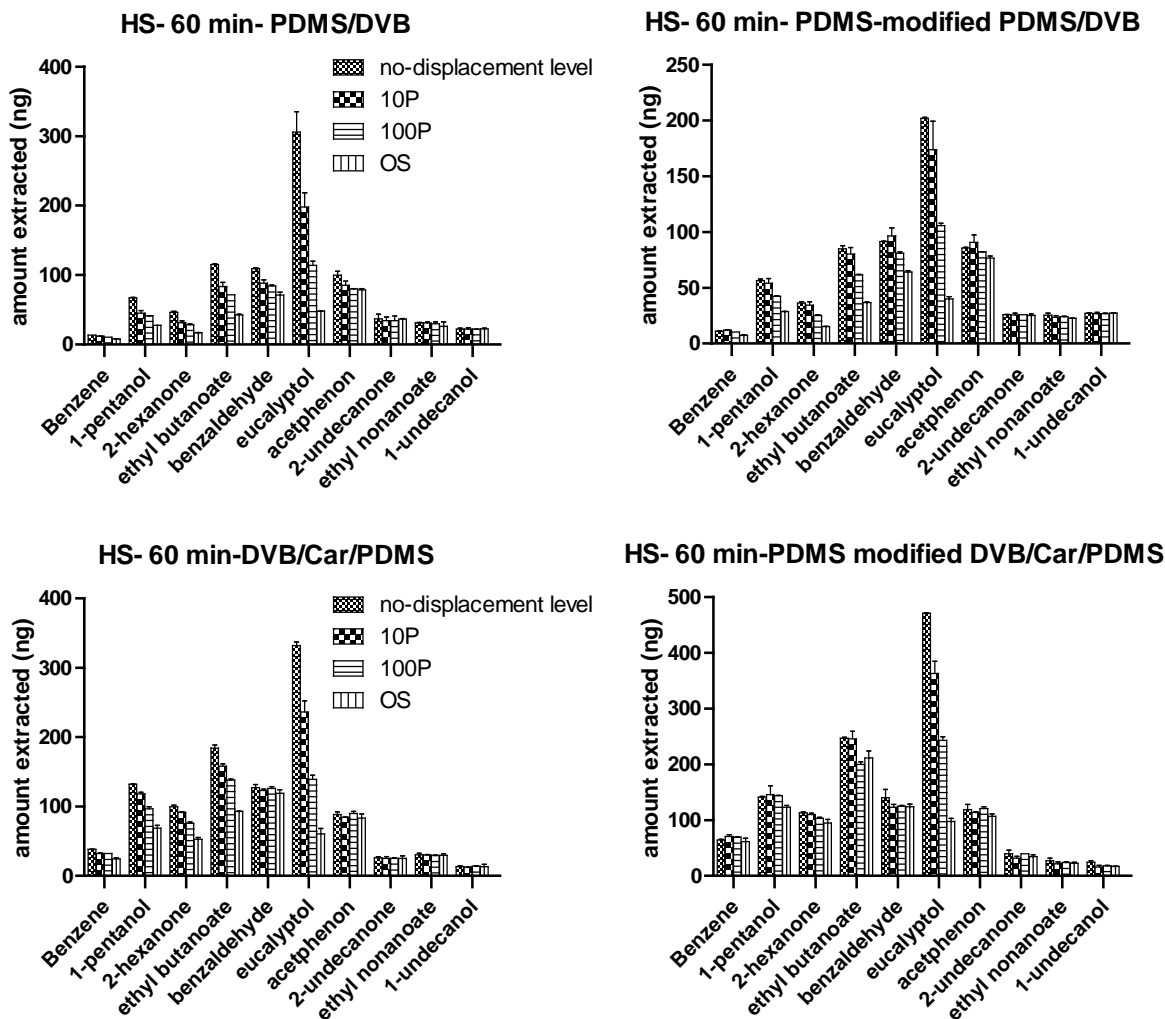 HS- 60 min- PDMS/DVB
amount extracted (ng)
400
300
200
100
0
no-displacement level
10P
100P
OS
Benzene
1-pentanol
2-hexanone
ethyl butanoate
benzaldehyde
eucalyptol
acetphenon
2-undecanone
ethyl nonanoate
1-undecanol
HS- 60 min- PDMS-modified PDMS/DVB
amount extracted (ng)
250
200
150
100
50
0
Benzene
1-pentanol
2-hexanone
ethyl butanoate
benzaldehyde
eucalyptol
acetphenon
2-undecanone
ethyl nonanoate
1-undecanol
HS- 60 min-DVB/Car/PDMS
amount extracted (ng)
400
300
200
100
0
no-displacement level
10P
100P
OS
Benzene
1-pentanol
2-hexanone
ethyl butanoate
benzaldehyde
eucalyptol
acetphenon
2-undecanone
ethyl nonanoate
1-undecanol
HS- 60 min-PDMS modified DVB/Car/PDMS
amount extracted (ng)
500
400
300
200
100
0
Benzene
1-pentanol
2-hexanone
ethyl butanoate
benzaldehyde
eucalyptol
acetphenon
2-undecanone
ethyl nonanoate
1-undecanol